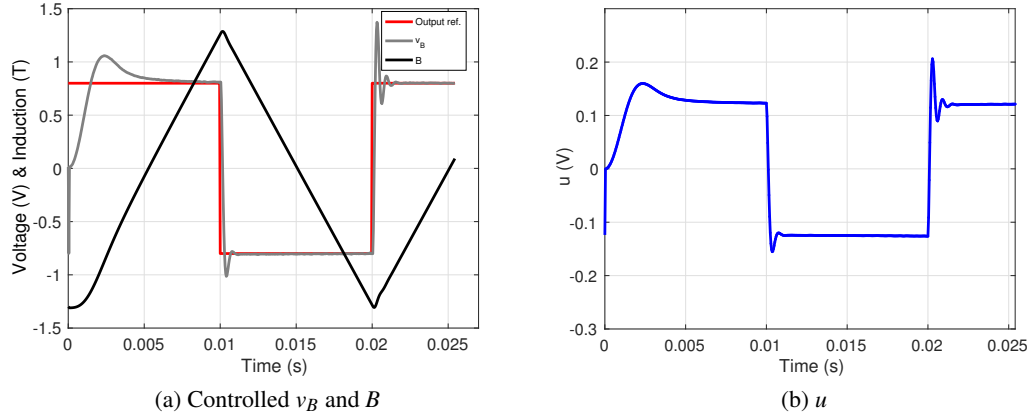 1.5
1
0.5
0
-0.5
-1
-1.5
Voltage (V) & Induction (T)
0 0.005 0.01 0.015 0.02 0.025
Time (s)
Output ref.
v_B
B
(a) Controlled v_B and B
0.2
0.1
0
-0.1
-0.2
-0.3
u (V)
0 0.005 0.01 0.015 0.02 0.025
Time (s)
(b) u